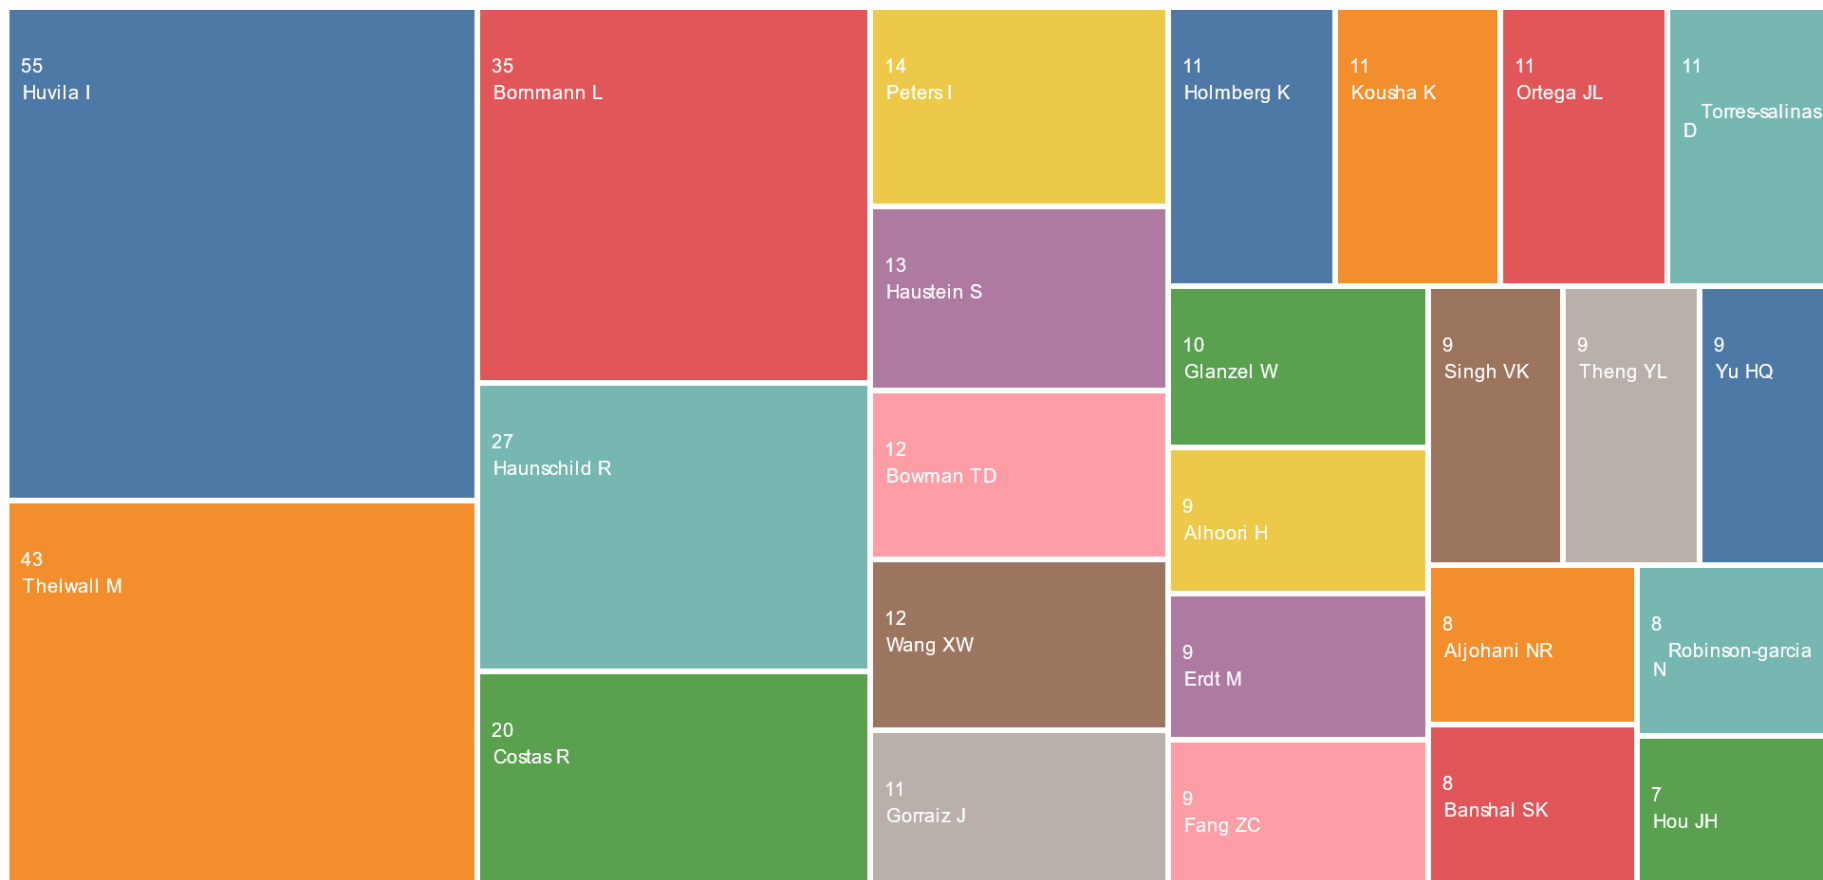 55
Huvila I
43
Thelwall M
35
Bornmann L
27
Haunschild R
20
Costas R
14
Peters I
13
Haustein S
12
Bowman TD
12
Wang XW
11
Gorraiz J
11
Holmberg K
11
Kousha K
11
Ortega JL
11
Torres-salinas
D
10
Glanzel W
9
Alhoori H
9
Erdt M
9
Fang ZC
9
Singh VK
9
Theng YL
9
Yu HQ
8
Aljohani NR
8
Banshal SK
8
Robinson-garcia
N
7
Hou JH